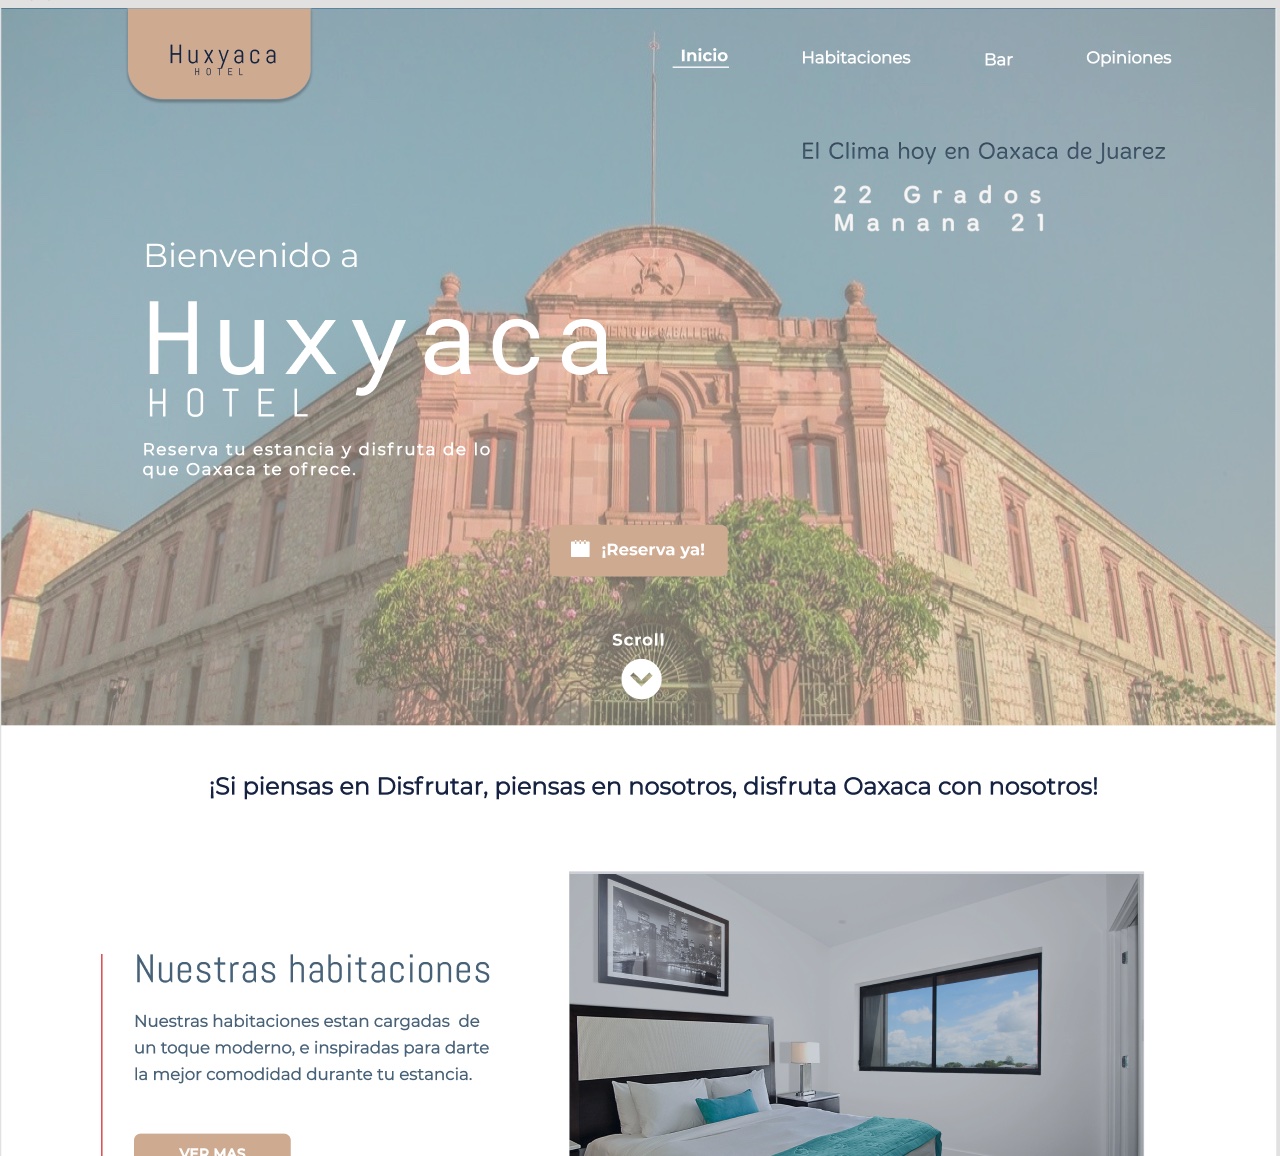 Huxyaca
HOTEL
Inicio
Habitaciones
Bar
Opiniones
El Clima hoy en Oaxaca de Juarez
22 Grados
Manana 21
Bienvenido a
Huxyaca
HOTEL
Reserva tu estancia y disfruta de lo
que Oaxaca te ofrece.
¡Reserva ya!
Scroll
¡Si piensas en Disfrutar, piensas en nosotros, disfruta Oaxaca con nosotros!
Nuestras habitaciones
Nuestras habitaciones estan cargadas de
un toque moderno, e inspiradas para darte
la mejor comodidad durante tu estancia.
VER MAS